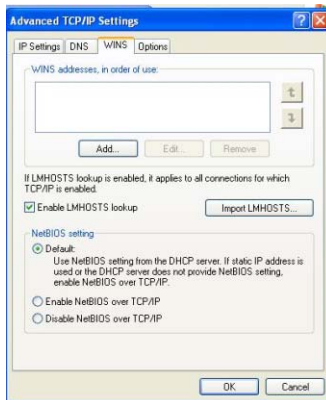 Advanced TCP/IP Settings
IP Settings DNS WINS Options
WINS addresses, in order of use:
Add... Edit... Remove
If LMHOSTS lookup is enabled, it applies to all connections for which
TCP/IP is enabled.
Enable LMHOSTS lookup Import LMHOSTS...
NetBIOS setting
Default:
Use NetBIOS setting from the DHCP server. If static IP address is
used or the DHCP server does not provide NetBIOS setting,
enable NetBIOS over TCP/IP.
Enable NetBIOS over TCP/IP
Disable NetBIOS over TCP/IP
OK Cancel